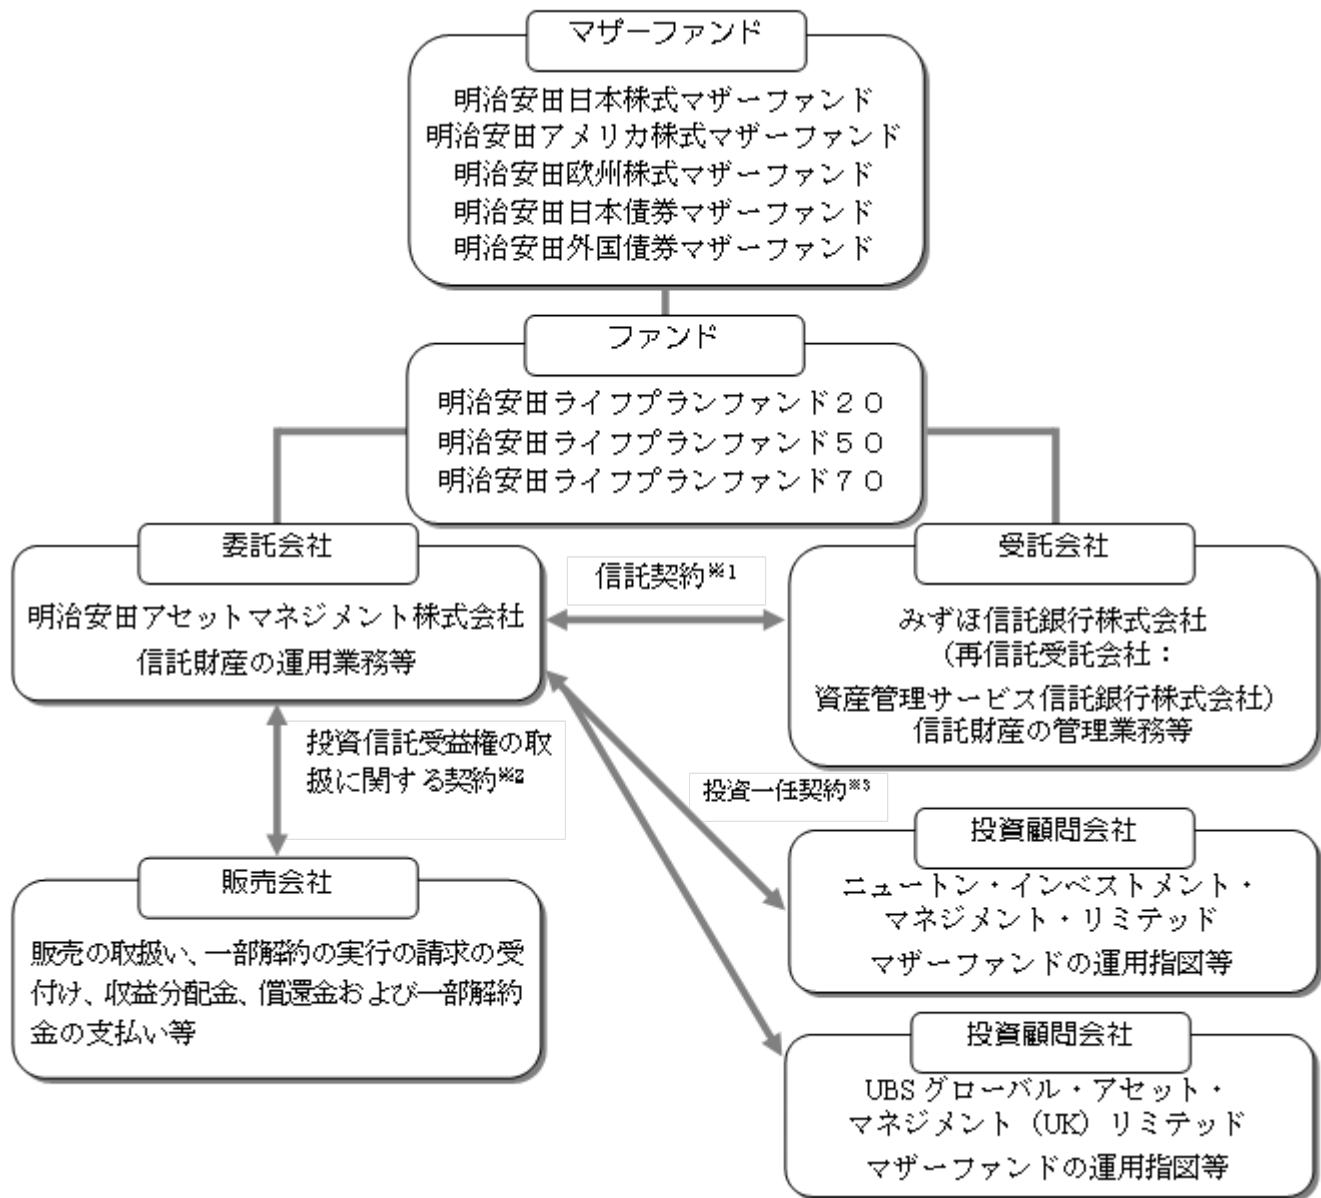 マザーファンド
明治安田日本株式マザーファンド
明治安田アメリカ株式マザーファンド
明治安田欧州株式マザーファンド
明治安田日本債券マザーファンド
明治安田外国債券マザーファンド
ファンド
明治安田ライフプランファンド20
明治安田ライフプランファンド50
明治安田ライフプランファンド70
委託会社
明治安田アセットマネジメント株式会社
信託財産の運用業務等
信託契約※1
受託会社
みずほ信託銀行株式会社
(再信託受託会社:
資産管理サービス信託銀行株式会社)
信託財産の管理業務等
投資信託受益権の取
扱に関する契約※2
投資一任契約※3
販売会社
販売の取扱い、一部解約の実行の請求の受
付け、収益分配金、償還金および一部解約
金の支払い等
投資顧問会社
ニュートン・インベストメント・
マネジメント・リミテッド
マザーファンドの運用指図等
投資顧問会社
UBSグローバル・アセット・
マネジメント(UK)リミテッド
マザーファンドの運用指図等